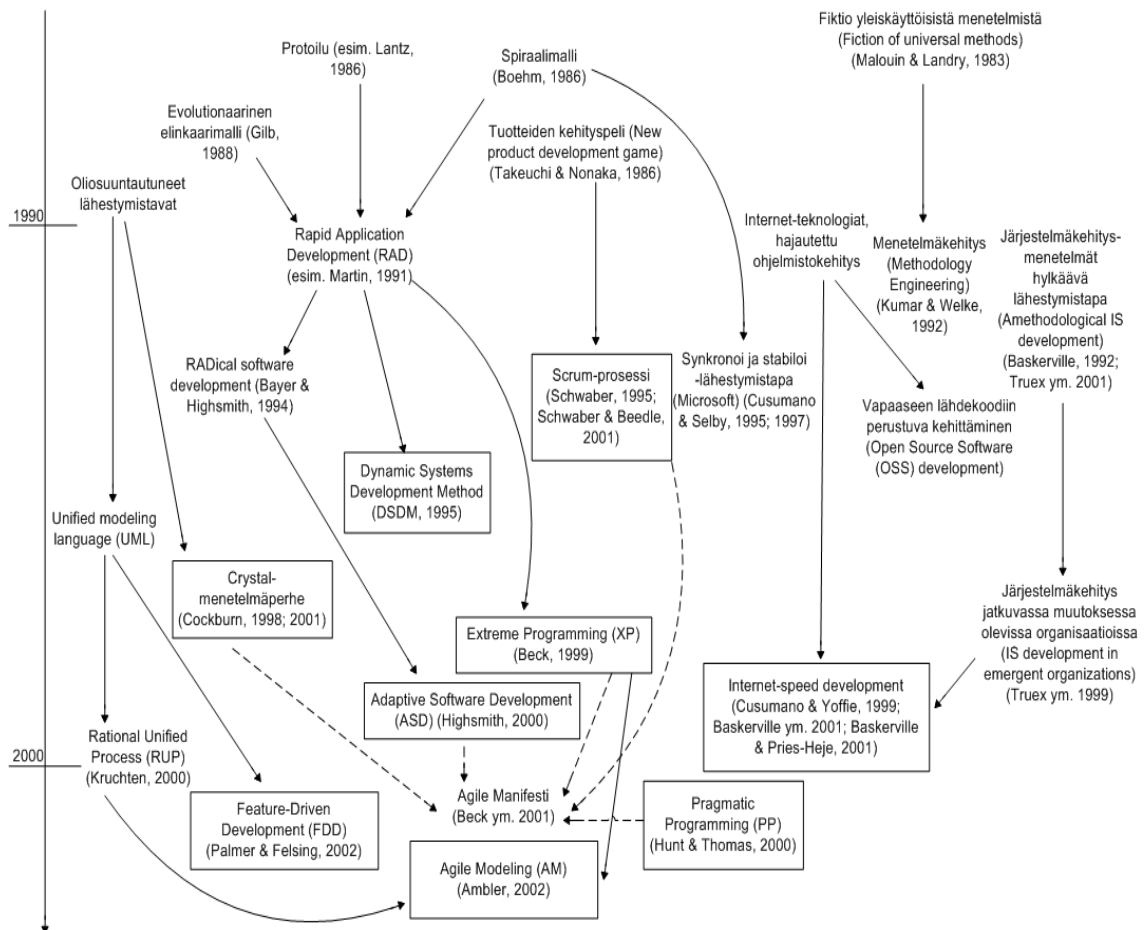 Fiktio yleiskäyttöisistä menetelmistä
(Fiction of universal methods)
(Malouin & Landry, 1983)
Protoilu (esim. Lantz,
1986)
Spiraalimalli
(Boehm, 1986)
Evolutionaarinen
elinkaarimalli (Gilb,
1988)
Tuotteiden kehityspeli (New
product development game)
(Takeuchi & Nonaka, 1986)
Oliosuntautuneet
lähestymistavat
1990
Rapid Application
Development (RAD)
(esim. Martin, 1991)
Internet-teknologiat,
hajautettu
ohjelmistokehitys
Menetelmäkehitys
(Methodology
Engineering)
(Kumar & Welke,
1992)
Järjestelmäkehitys-
menetelmät
hylkäävä
lähestymistapa
(Amethodological IS
development)
(Baskerville, 1992;
Truex ym. 2001)
RADical software
development (Bayer &
Highsmith, 1994)
Scrum-prosessi
(Schwaber, 1995;
Schwaber & Beedle,
2001)
Synkronoi ja stabiloi
-lähestymistapa
(Microsoft) (Cusumano
& Selby, 1995; 1997)
Vapaaseen lähdekoodiin
perustuva kehittäminen
(Open Source Software
(OSS) development)
Dynamic Systems
Development Method
(DSDM, 1995)
Unified modeling
language (UML)
Crystal-
menetelmäperhe
(Cockburn, 1998; 2001)
Extreme Programming (XP)
(Beck, 1999)
Järjestelmäkehitys
jatkuvassa muutoksessa
olevissa organisaatioissa
(IS development in
emergent organizations)
(Truex ym. 1999)
Adaptive Software Development
(ASD) (Highsmith, 2000)
Internet-speed development
(Cusumano & Yoffie, 1999;
Baskerville ym. 2001; Baskerville
& Pries-Heje, 2001)
Rational Unified
Process (RUP)
(Kruchten, 2000)
2000
Feature-Driven
Development (FDD)
(Palmer & Felsing, 2002)
Agile Manifesti
(Beck ym. 2001)
Pragmatic
Programming (PP)
(Hunt & Thomas, 2000)
Agile Modeling (AM)
(Ambler, 2002)